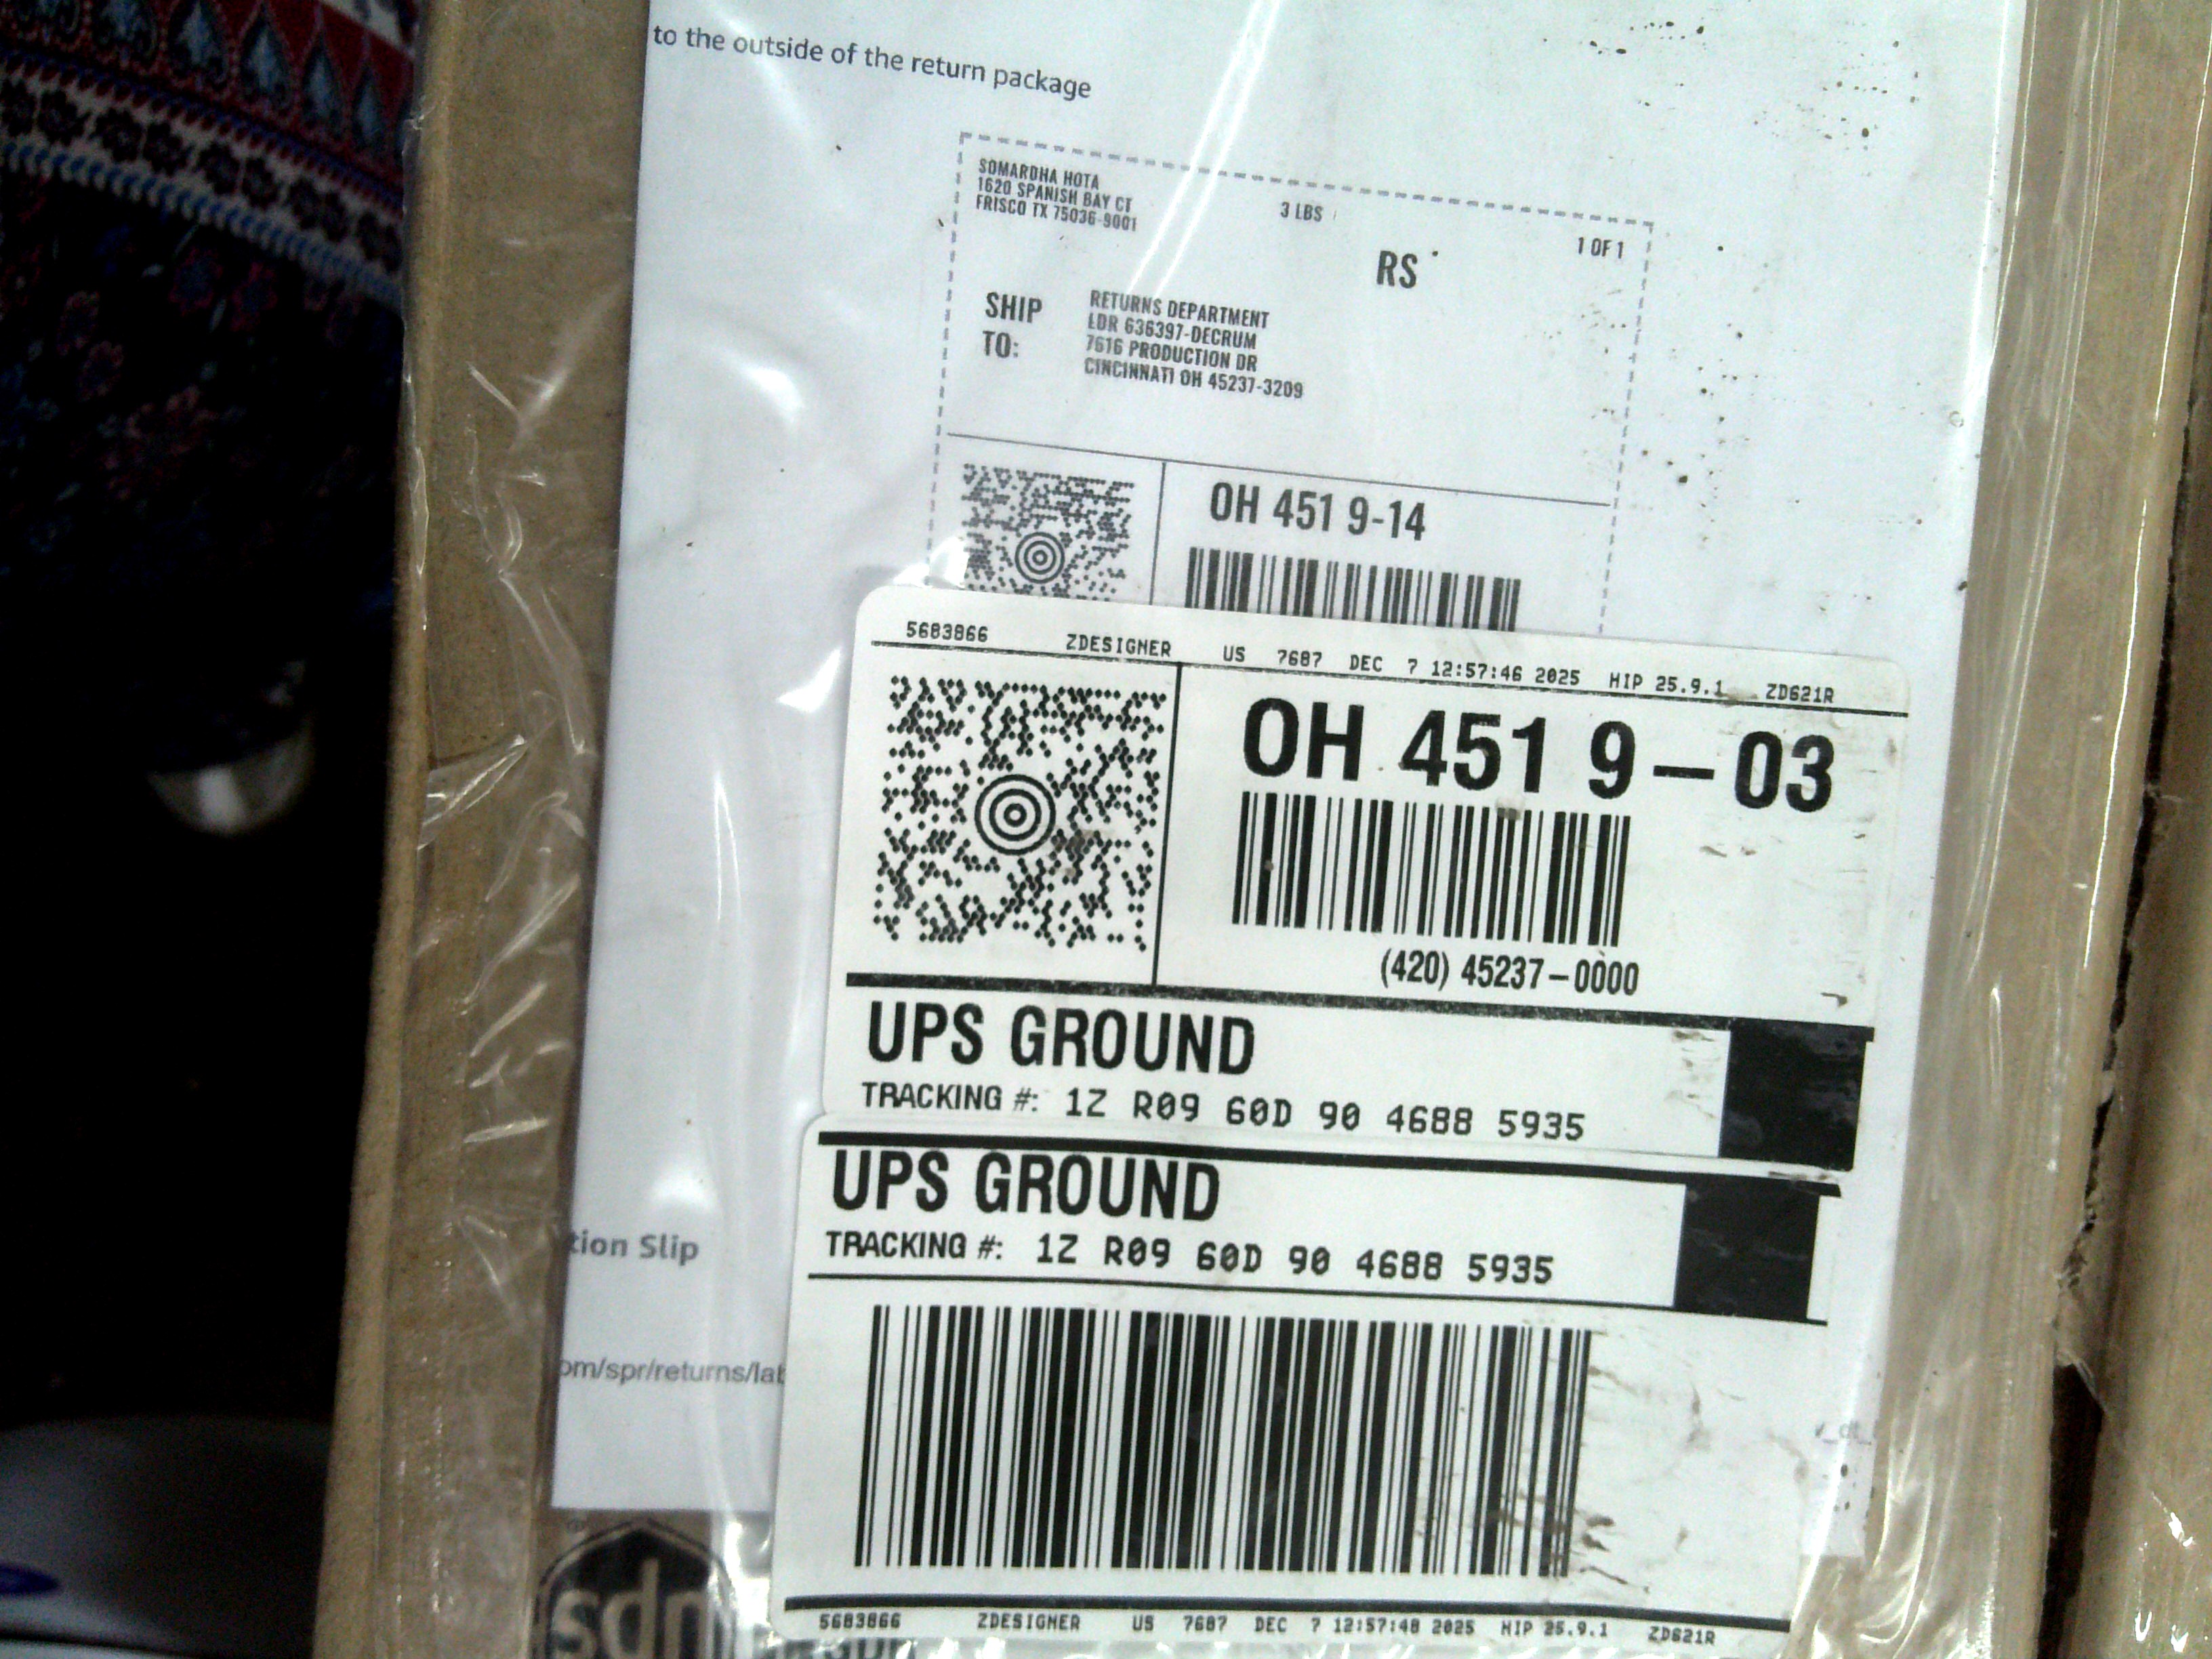 to the outside of the return package
SOMARDHA HOTA
1620 SPANISH BAY CT
FRISCO TX 75036-9001
3 LBS
1 OF 1
RS
SHIP TO:
RETURNS DEPARTMENT
LDR 636397-DECRUM
7616 PRODUCTION DR
CINCINNATI OH 45237-3209
OH 451 9-14
5683866 ZDESIGNER US 7687 DEC 7 12:57:46 2025 HIP 25.9.1 ZD621R
OH 451 9-03
(420) 45237-0000
UPS GROUND
TRACKING #: 1Z R09 60D 90 4688 5935
UPS GROUND
TRACKING #: 1Z R09 60D 90 4688 5935
tion Slip
om/spr/returns/lab
5683866 ZDESIGNER US 7687 DEC 7 12:57:48 2025 HIP 25.9.1 ZD621R